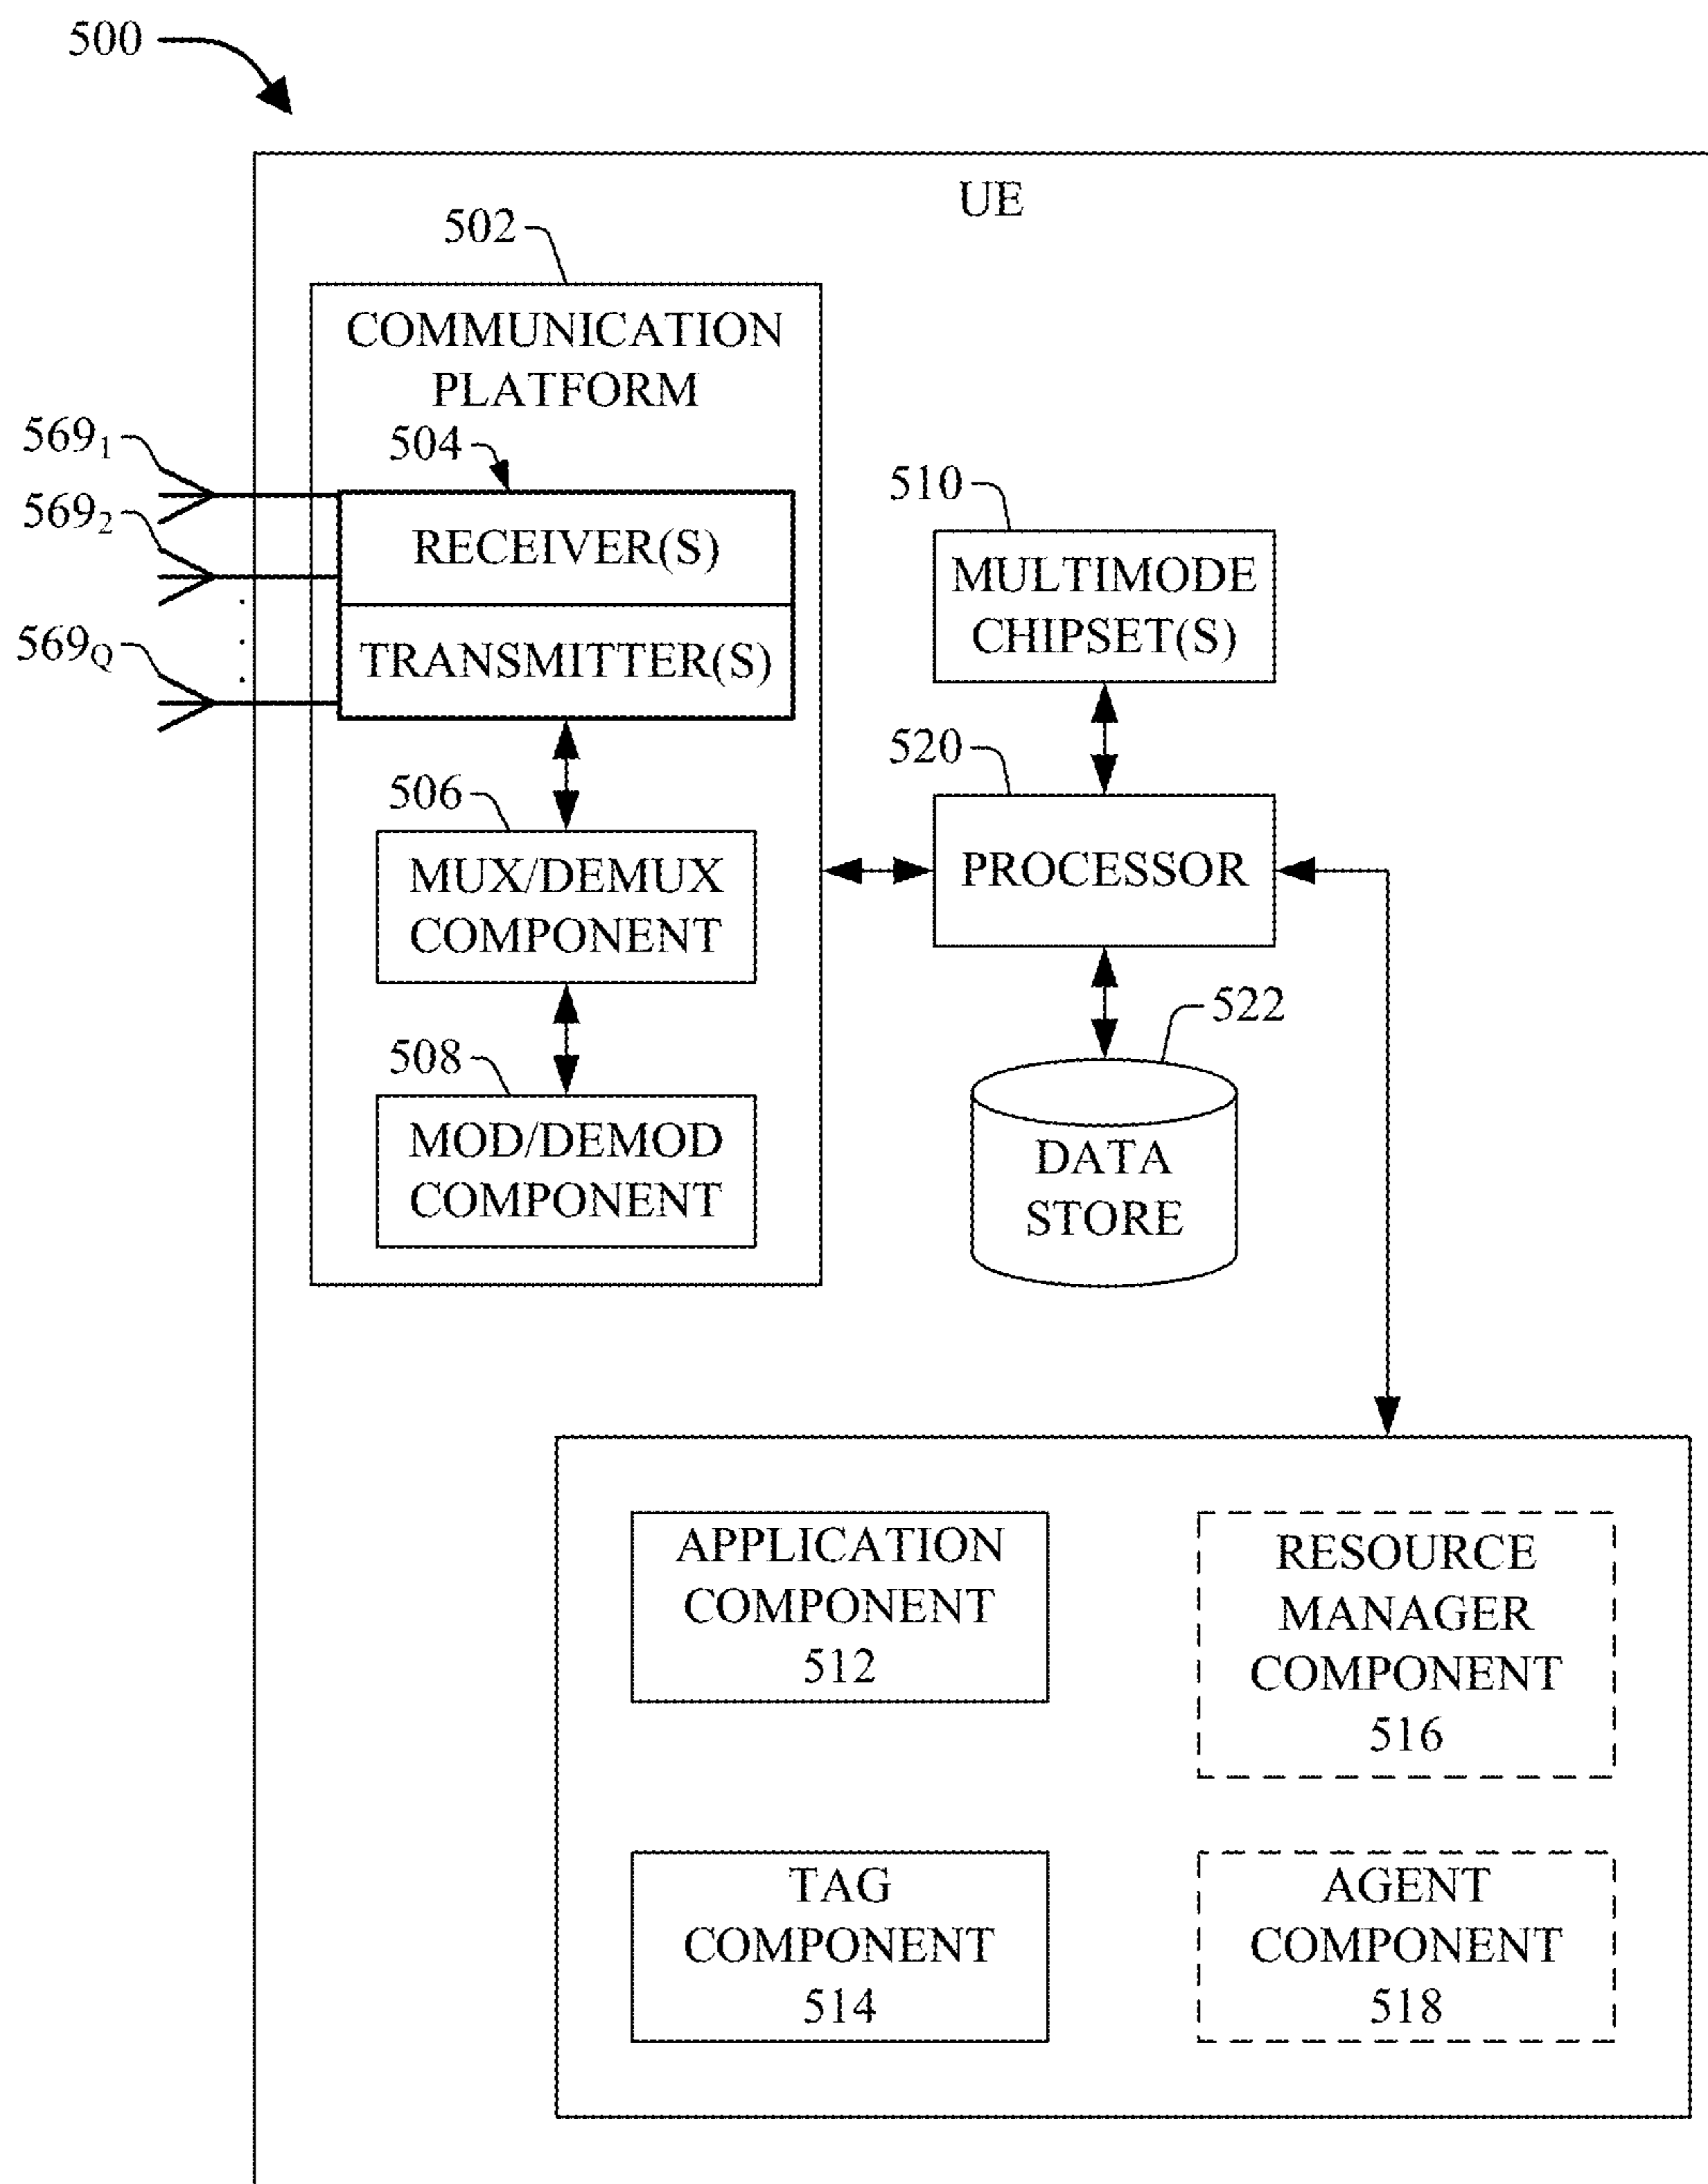 500
UE
502
COMMUNICATION
PLATFORM
504
569₁
569₂
569Q
RECEIVER(S)
TRANSMITTER(S)
506
MUX/DEMUX
COMPONENT
508
MOD/DEMOD
COMPONENT
510
MULTIMODE
CHIPSET(S)
520
PROCESSOR
522
DATA
STORE
APPLICATION
COMPONENT
512
RESOURCE
MANAGER
COMPONENT
516
TAG
COMPONENT
514
AGENT
COMPONENT
518